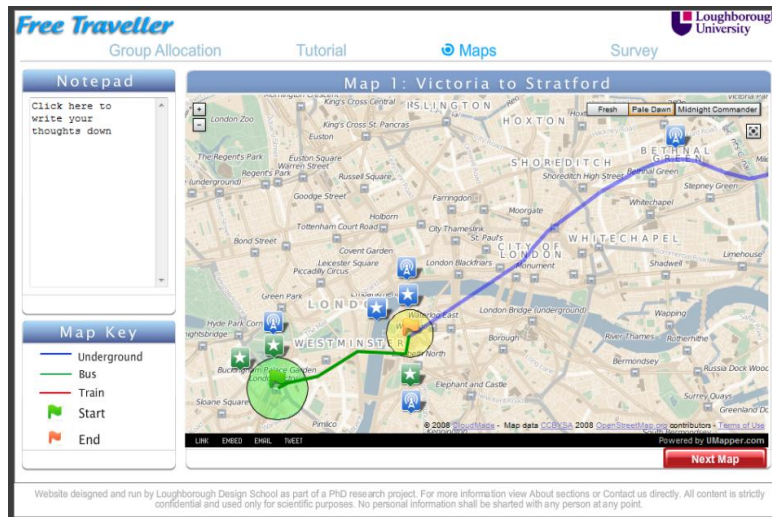 Free Traveller
Loughborough
University
Group Allocation
Tutorial
Maps
Survey
Notepad
Click here to
write your
thoughts down
Map 1: Victoria to Stratford
Fresh
Pale Dawn
Midnight Commander
London Zoo
King's Cross Central
ISLINGTON
HOXTON
King's Cross St. Pancras
Euston
The Regent's Park
Euston Square
Warren Street
Regent's Park
Russell Square
SHOREDITCH
BETHNAL
GREEN
Shoreditch High Street
Bethnal Green
Stepney Green
Goodge Street
Farringdon
Whitechapel
Holborn
Moorgate
Tottenham Court Road
City Thameslink
Bond Street
St. Paul's
CITY OF
LONDON
WHITECHAPEL
Covent Garden
Leicester Square
Piccadilly Circus
London Blackfriars
Monument
Shadwell
Limehouse
Green Park
London Bridge (underground)
Wapping
Hyde Park Corner
Waterloo East
WESTMINSTER
Borough
River Thames
Rotherhithe
Bermondsey
Buckingham Palace Garden
Elephant and Castle
Sloane Square
Surrey Quays
Pimlico
© 2008 CloudMade - Map data CCBYSA 2008 OpenStreetMap.org contributors - Terms of Use
LINK EMBED EMAIL TWEET
Powered by UMapper.com
Map Key
Underground
Bus
Train
Start
End
Next Map
Website deisgned and run by Loughborough Design School as part of a PhD research project. For more information view About sections or Contact us directly. All content is strictly
confidential and used only for scientific purposes. No personal information shall be sharted with any person at any point.